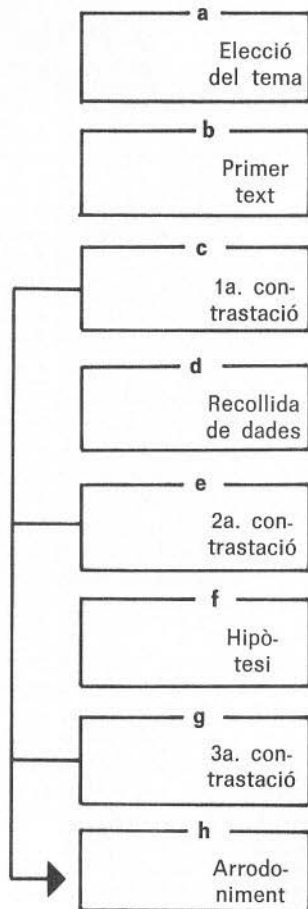 a
Elecció
del tema
b
Primer
text
c
1a. con-
trastació
d
Recollida
de dades
e
2a. con-
trastació
f
Hipò-
tesi
g
3a. con-
trastació
h
Arrodo-
niment